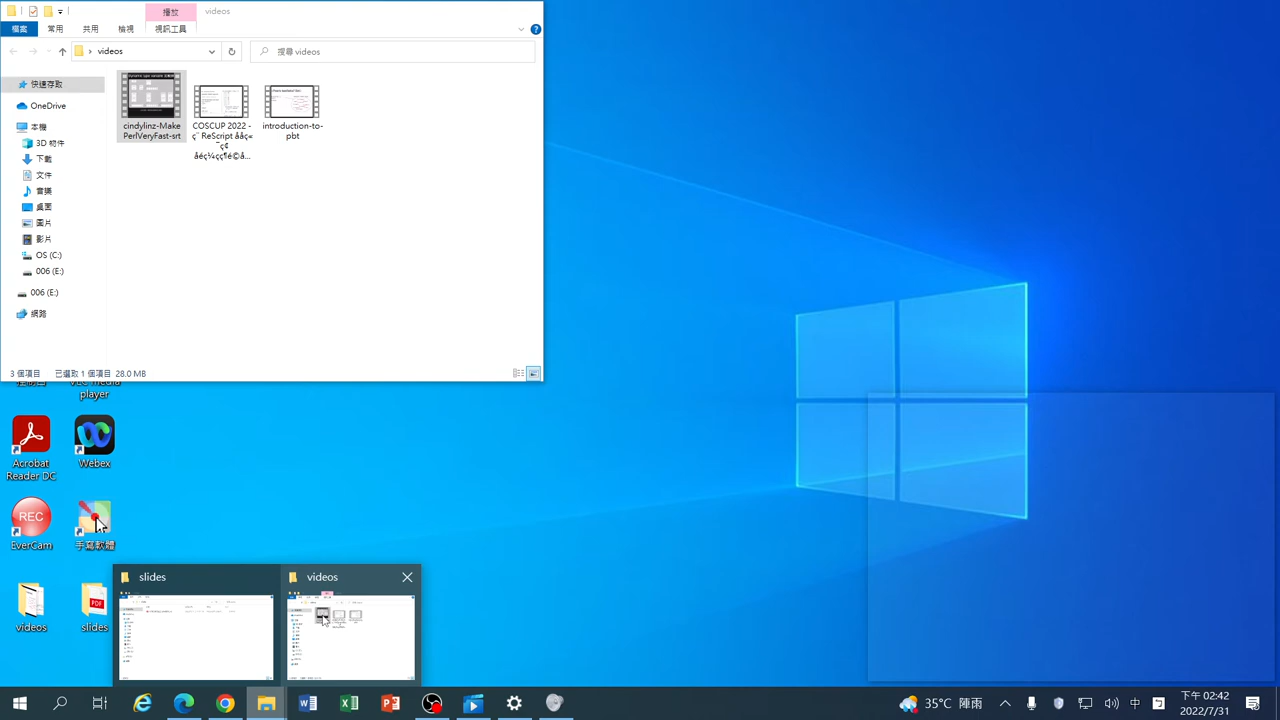 播放
videos
檔案
常用
共用
檢視
視訊工具
videos
搜尋 videos
快速存取
OneDrive
本機
3D 物件
下載
文件
音樂
桌面
圖片
影片
OS (C:)
006 (E:)
006 (E:)
網路
cindylinz-Make
PerlVeryFast-srt
COSCUP 2022 -
introduction-to-
pbt
3 個項目
已選取 1 個項目 28.0 MB
player
Acrobat
Reader DC
Webex
REC
EverCam
手寫軟體
videos
PDF
slides
slides
videos
35°C 陣雨
中
下午 02:42
2022/7/31